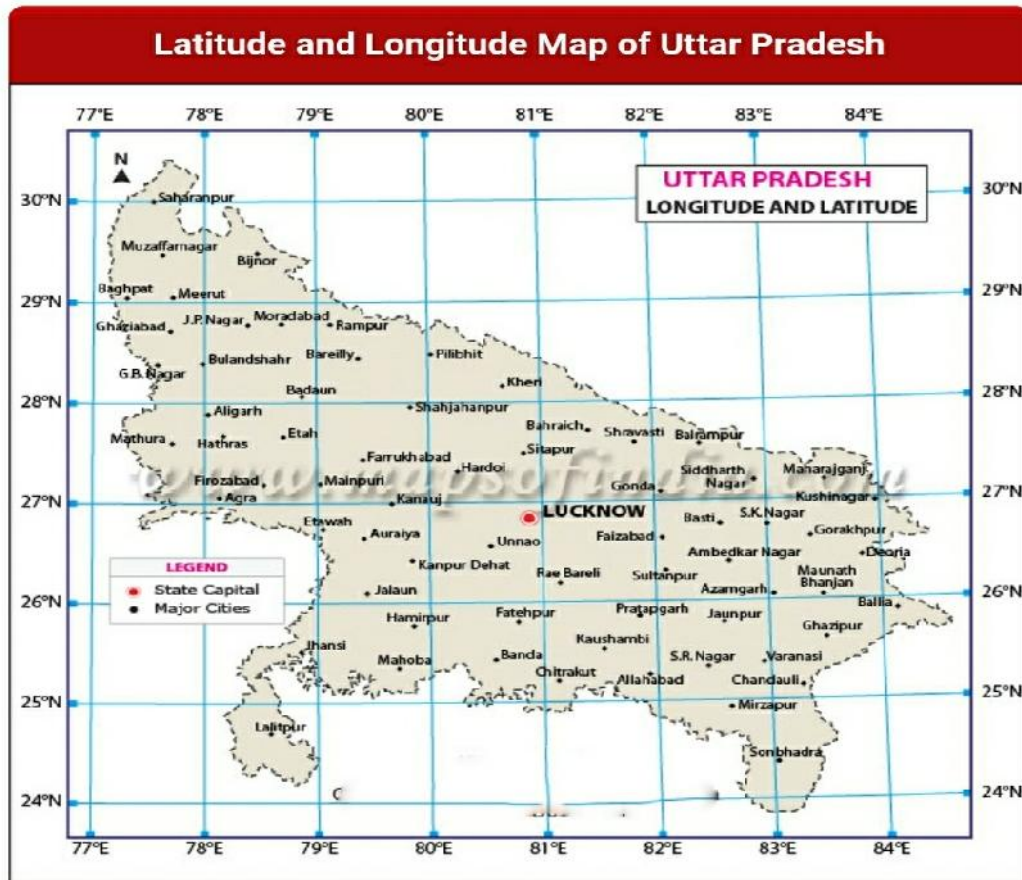 Latitude and Longitude Map of Uttar Pradesh
77°E 78°E 79°E 80°E 81°E 82°E 83°E 84°E
N
UTTAR PRADESH
LONGITUDE AND LATITUDE
30°N 30°N
Saharanpur
Muzaffarnagar
Bijnor
Baghpat
Meerut
29°N 29°N
Ghaziabad
J.P. Nagar
Moradabad
Rampur
G.B. Nagar
Bulandshahr
Bareilly
Pilibhit
Badaun
Kheri
28°N 28°N
Aligarh
Shahjahanpur
Mathura
Hathras
Etah
Bahraich
Shravasti
Balrampur
Farrukhabad
Hardoi
Sitapur
Siddharth
Nagar
Maharajganj
www.mapsofindia.com
Firozabad
Mainpuri
Gonda
Kushinagar
27°N 27°N
Agra
Kanauj
LUCKNOW
Basti
S.K. Nagar
Etawah
Auraiya
Unnao
Faizabad
Gorakhpur
Ambedkar Nagar
Deoria
LEGEND
State Capital
Major Cities
Kanpur Dehat
Rae Bareli
Sultanpur
Maunath
Bhanjan
Azamgarh
26°N 26°N
Jalaun
Hamirpur
Fatehpur
Pratapgarh
Jaunpur
Ballia
Ghazipur
Jhansi
Mahoba
Banda
Kaushambi
S.R. Nagar
Varanasi
Chitrakut
Allahabad
Chandauli
25°N 25°N
Mirzapur
Lalitpur
Sonbhadra
24°N 24°N
77°E 78°E 79°E 80°E 81°E 82°E 83°E 84°E